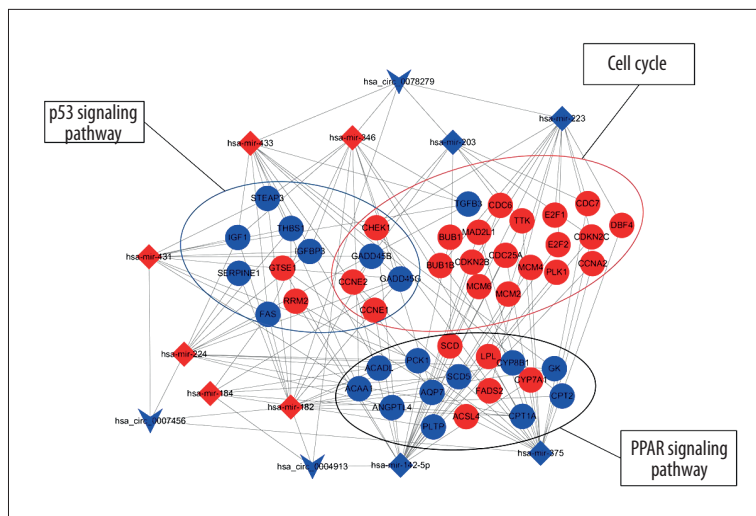 Cell cycle
hsa_circ_0078279
p53 signaling
pathway
hsa-mir-223
hsa-mir-433
hsa-mir-346
hsa-mir-203
STEAP3
TGFB3
CDC6
CDC7
TTK
E2F1
DBF4
THBS1
CHEK1
IGF1
IGFBP3
BUB1
MAD2L1
CDKN2C
E2F2
GADD45B
hsa-mir-431
GTSE1
CDC25A
CCNA2
BUB1B
CDKN2B
MCM4
PLK1
SERPINE1
CCNE2
GADD45G
MCM6
MCM2
RRM2
FAS
CCNE1
SCD
hsa-mir-224
LPL
PCK1
CYP8B1
GK
ACADL
SCD5
CYP7A1
ACAA1
AQP7
FADS2
CPT2
hsa-mir-184
hsa-mir-182
ANGPTL4
ACSL4
CPT1A
hsa_circ_0007456
PLTP
hsa-mir-375
PPAR signaling
pathway
hsa_circ_0004913
hsa-mir-142-5p